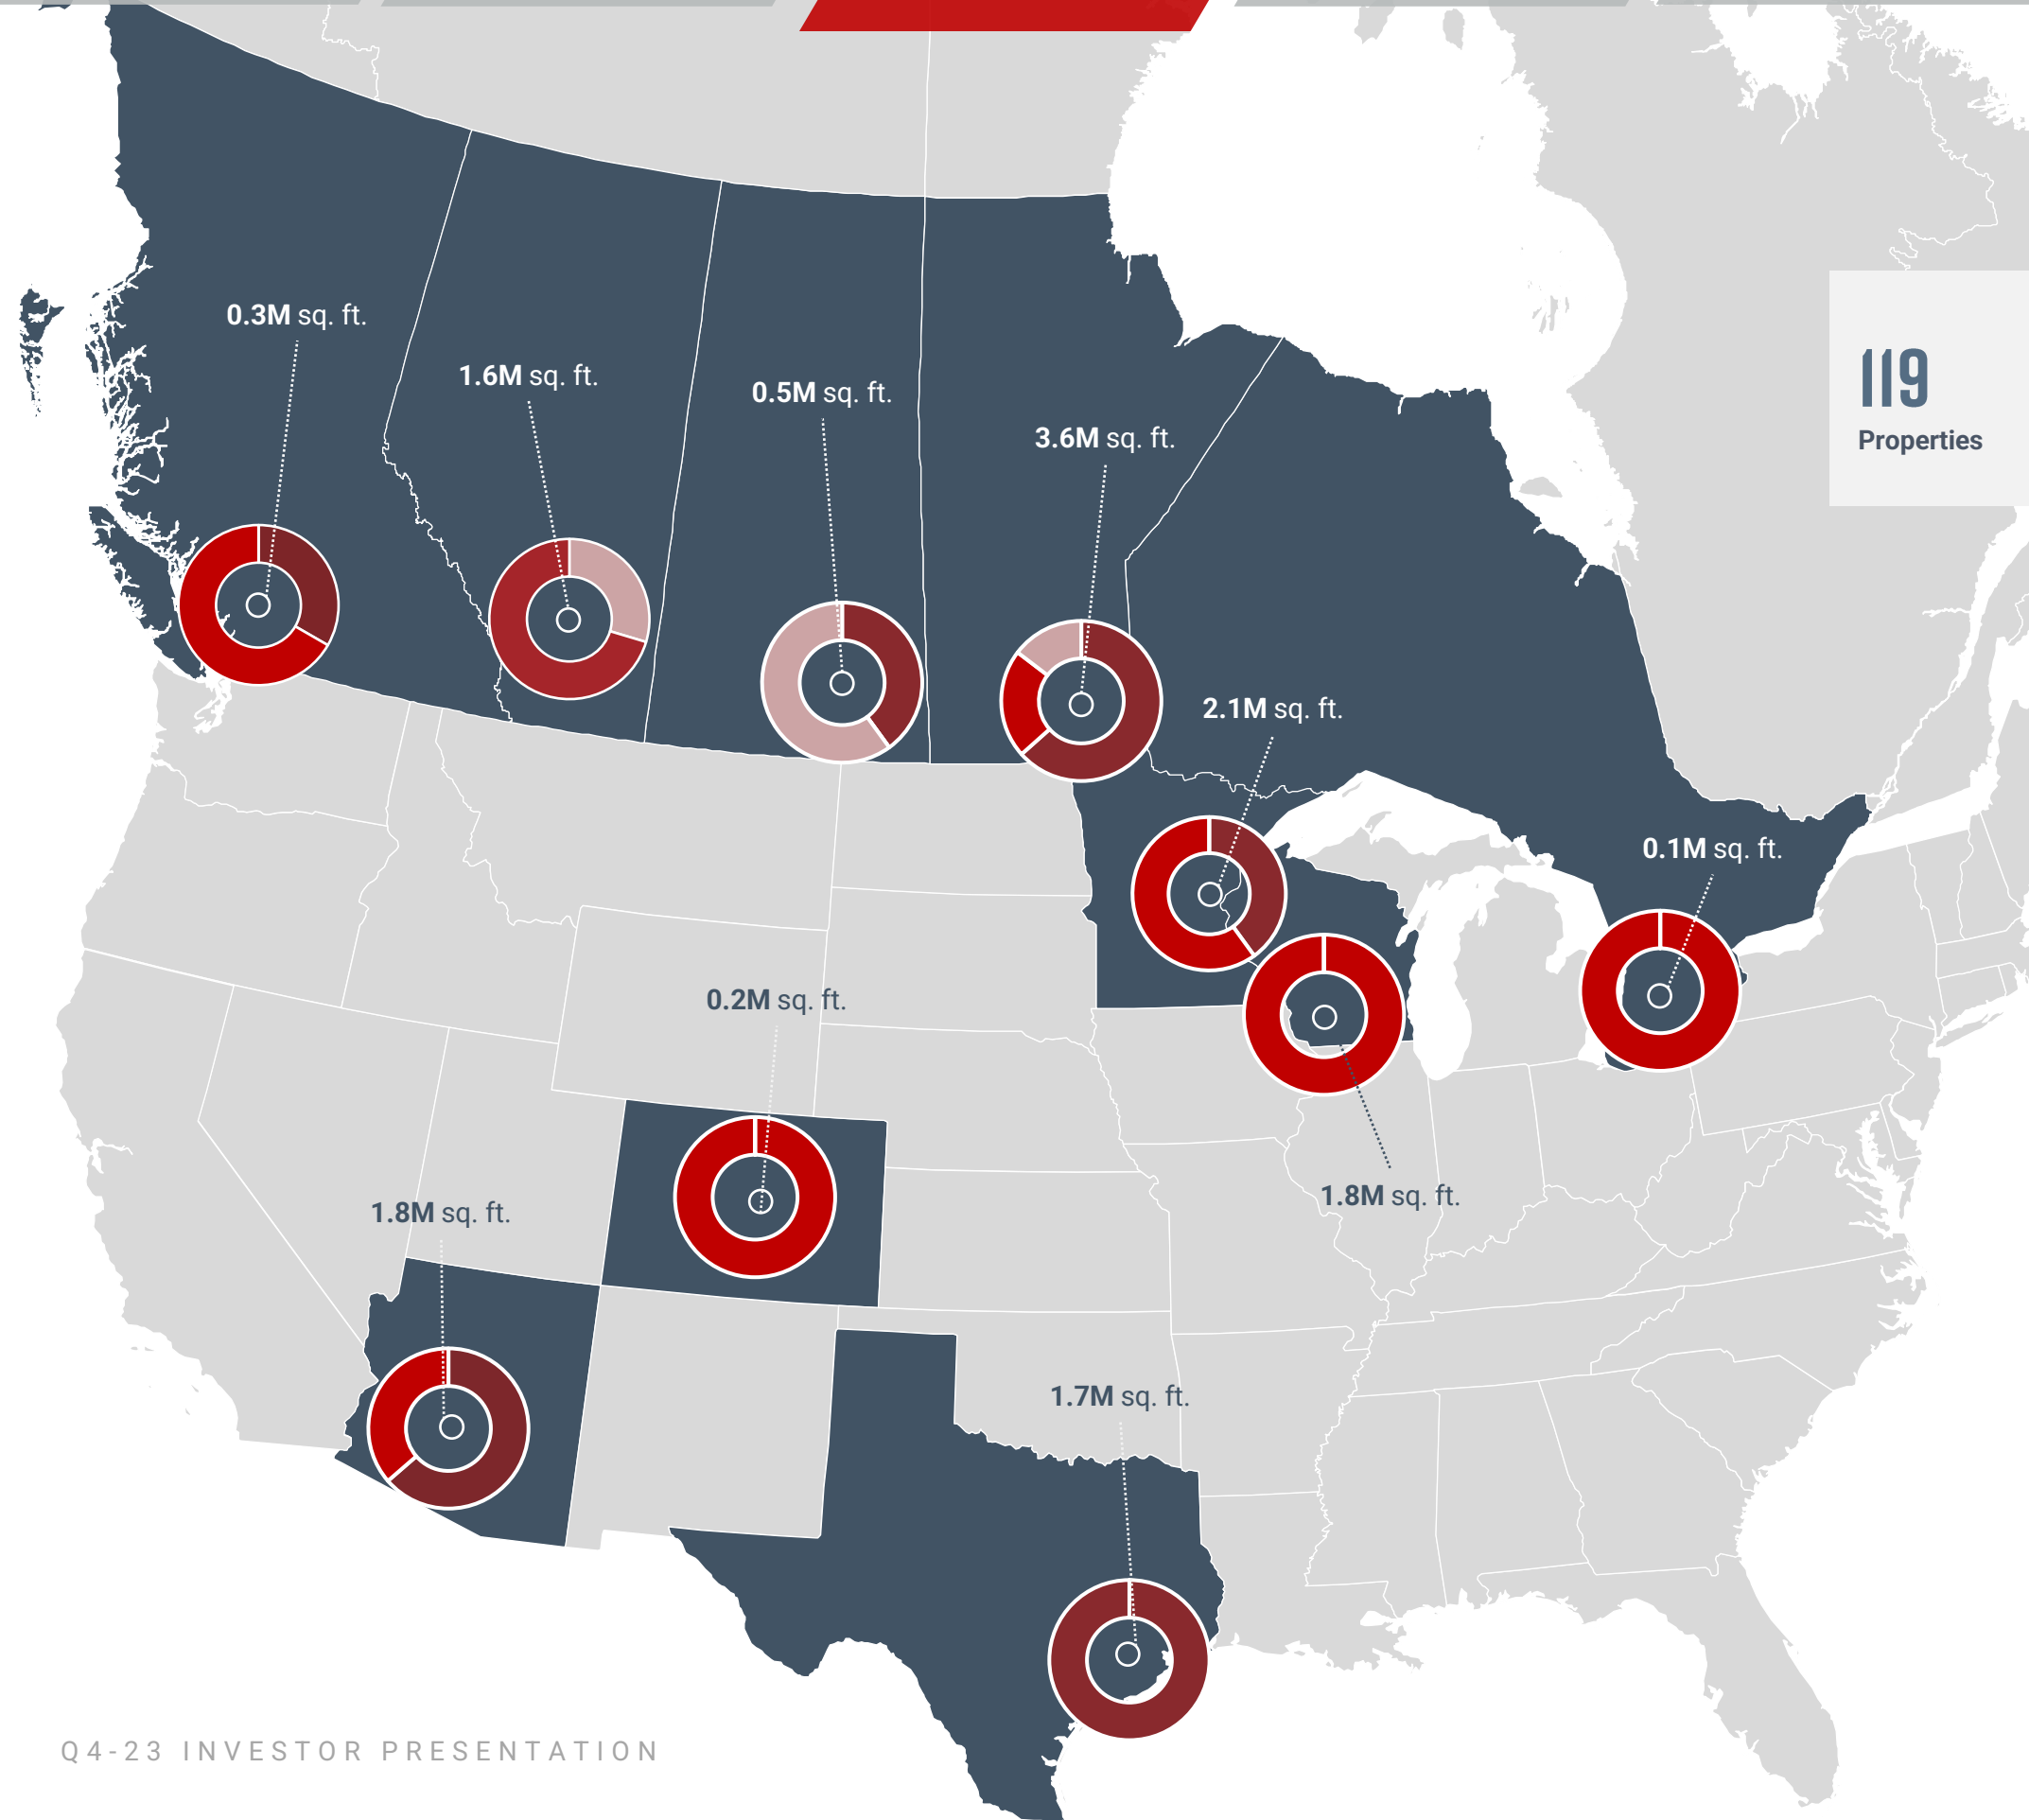 0.3M sq. ft.
1.6M sq. ft.
0.5M sq. ft.
3.6M sq. ft.
119
Properties
2.1M sq. ft.
0.1M sq. ft.
0.2M sq. ft.
1.8M sq. ft.
1.8M sq. ft.
1.7M sq. ft.
Q4-23 INVESTOR PRESENTATION